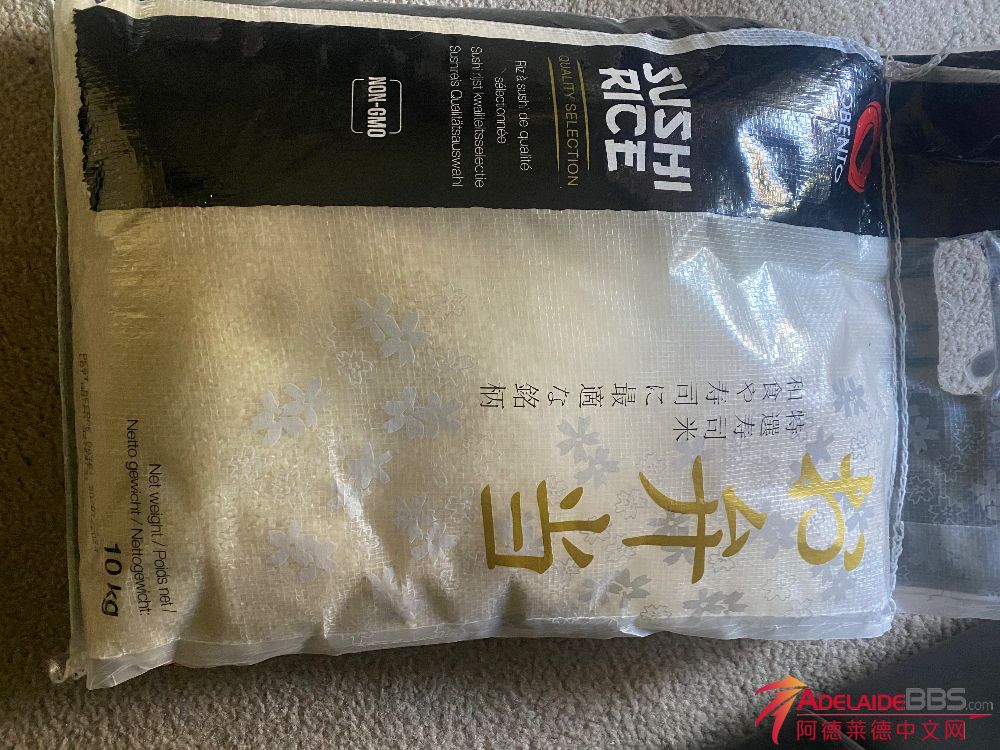 OBENTO
SUSHI
RICE
QUALITY SELECTION
Riz à sushi de qualité
sélectionnée
Sushi rijst kwaliteitsselectie
Sushireis Qualitätsauswahl
NON-GMO
お弁当
特選寿司米
和食や寿司に最適な銘柄
Net weight / Poids net /
Netto gewicht / Nettogewicht:
10 kg
ADELAIDEBBS.com
阿德莱德中文网